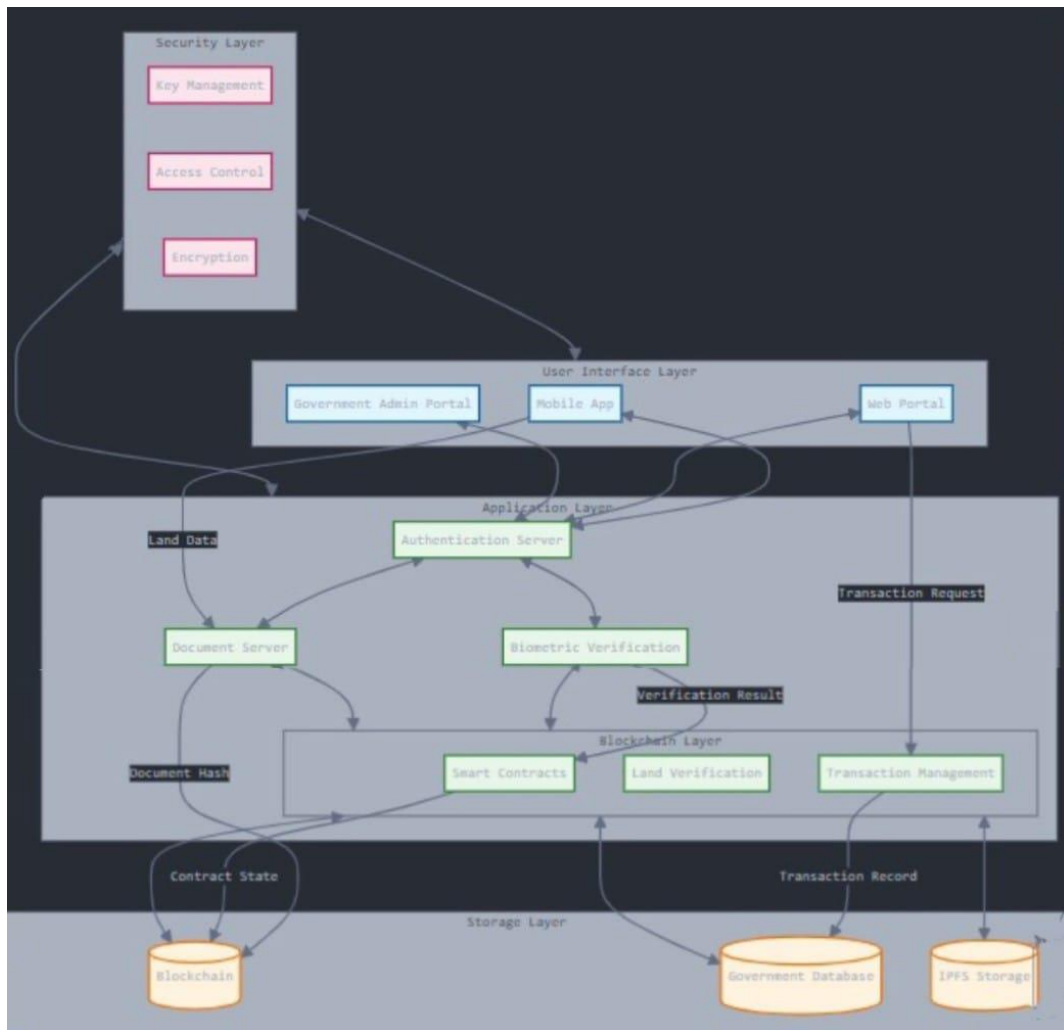 Security Layer
Key Management
Access Control
Encryption
User Interface Layer
Government Admin Portal
Mobile App
Web Portal
Application Layer
Authentication Server
Land Data
Transaction Request
Document Server
Biometric Verification
Verification Result
Blockchain Layer
Document Hash
Smart Contracts
Land Verification
Transaction Management
Contract State
Transaction Record
Storage Layer
Blockchain
Government Database
IPFS Storage